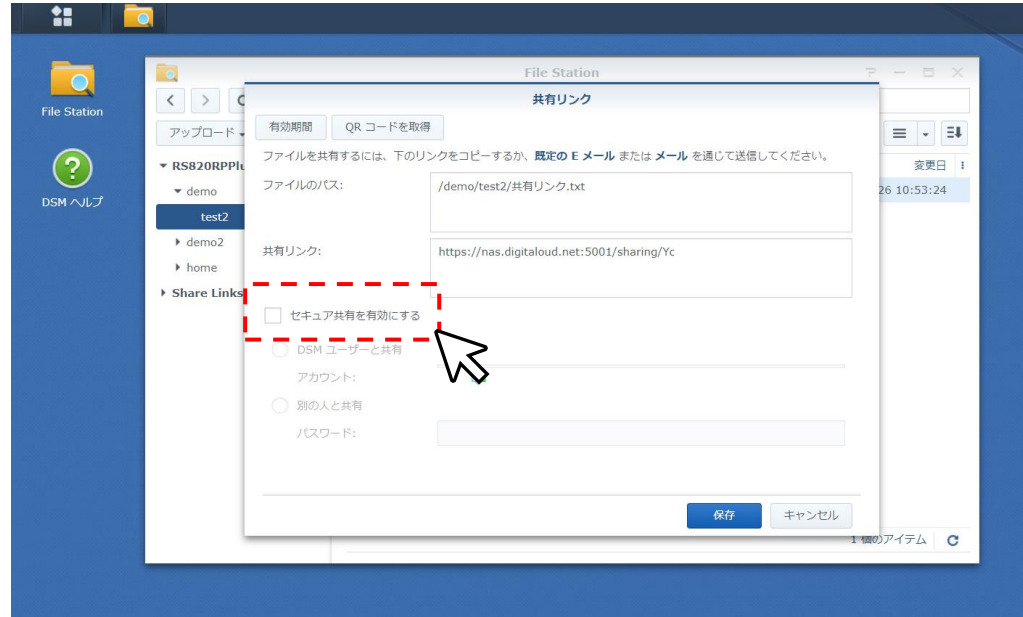 File Station
File Station
共有リンク
有効期間
QR コードを取得
アップロード
ファイルを共有するには、下のリンクをコピーするか、既定の E メール または メール を通じて送信してください。
RS820RPPlu
変更日
ファイルのパス:
/demo/test2/共有リンク.txt
demo
26 10:53:24
DSM ヘルプ
test2
demo2
共有リンク:
https://nas.digitaloud.net:5001/sharing/Yc
home
Share Links
セキュア共有を有効にする
DSM ユーザーと共有
アカウント:
別の人と共有
パスワード:
保存
キャンセル
1 個のアイテム